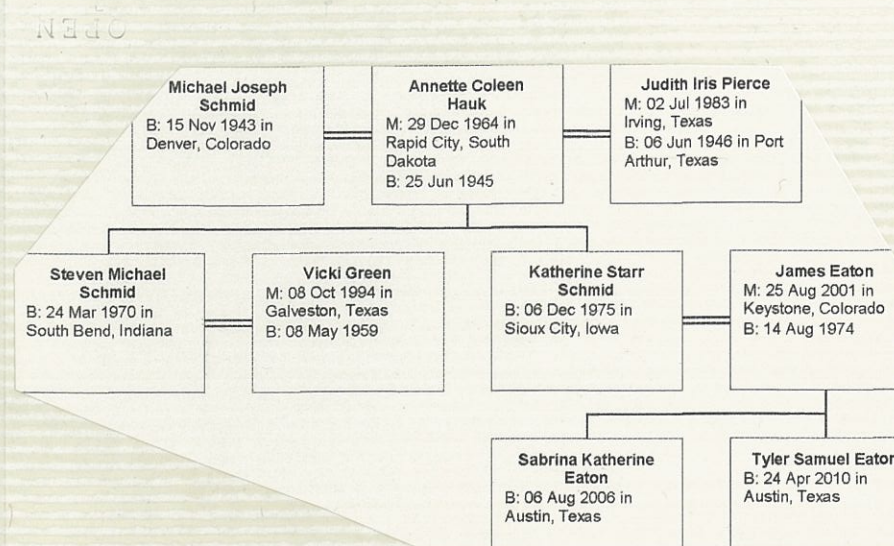 OPEN
Michael Joseph
Schmid
B: 15 Nov 1943 in
Denver, Colorado
Annette Coleen
Hauk
M: 29 Dec 1964 in
Rapid City, South
Dakota
B: 25 Jun 1945
Judith Iris Pierce
M: 02 Jul 1983 in
Irving, Texas
B: 06 Jun 1946 in Port
Arthur, Texas
Steven Michael
Schmid
B: 24 Mar 1970 in
South Bend, Indiana
Vicki Green
M: 08 Oct 1994 in
Galveston, Texas
B: 08 May 1959
Katherine Starr
Schmid
B: 06 Dec 1975 in
Sioux City, Iowa
James Eaton
M: 25 Aug 2001 in
Keystone, Colorado
B: 14 Aug 1974
Sabrina Katherine
Eaton
B: 06 Aug 2006 in
Austin, Texas
Tyler Samuel Eaton
B: 24 Apr 2010 in
Austin, Texas